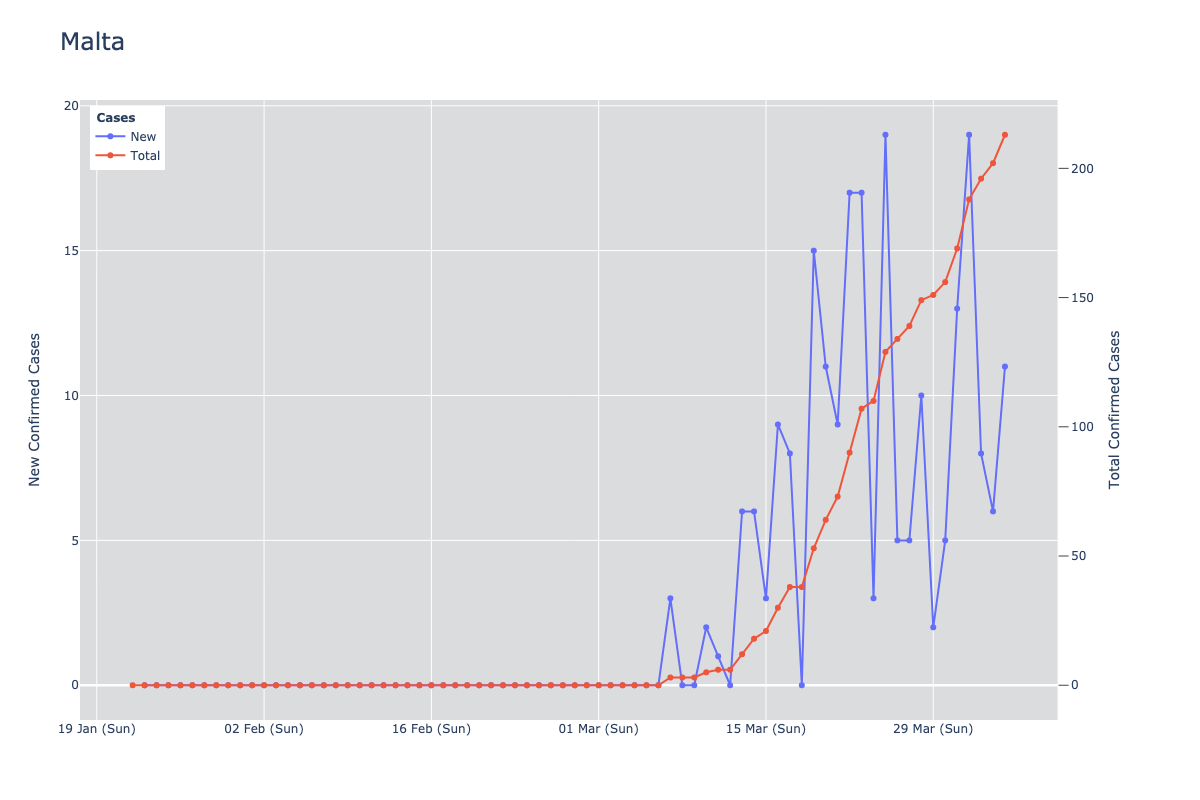 Malta
Cases
New
Total
20
15
10
5
0
200
150
100
50
0
New Confirmed Cases
Total Confirmed Cases
19 Jan (Sun)
02 Feb (Sun)
16 Feb (Sun)
01 Mar (Sun)
15 Mar (Sun)
29 Mar (Sun)